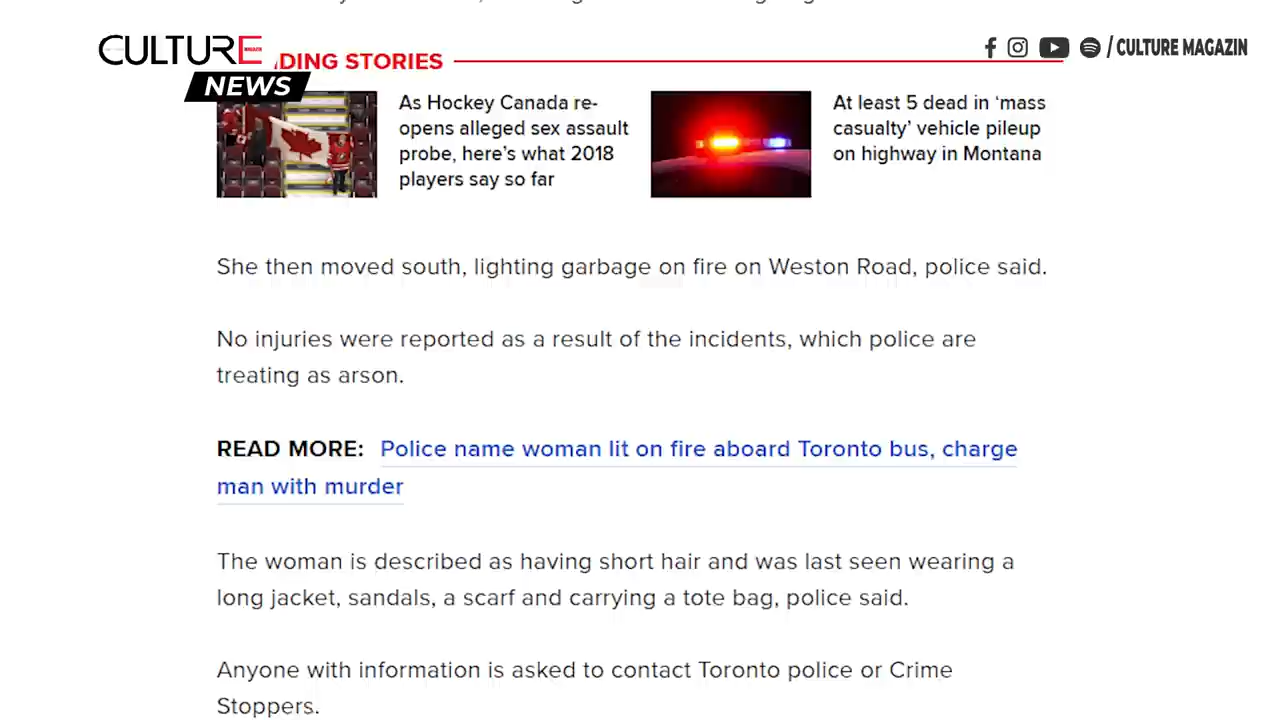 CULTURE
NEWS
/ CULTURE MAGAZIN
DING STORIES
As Hockey Canada re-
opens alleged sex assault
probe, here's what 2018
players say so far
At least 5 dead in ‘mass
casualty’ vehicle pileup
on highway in Montana
She then moved south, lighting garbage on fire on Weston Road, police said.
No injuries were reported as a result of the incidents, which police are
treating as arson.
READ MORE: Police name woman lit on fire aboard Toronto bus, charge
man with murder
The woman is described as having short hair and was last seen wearing a
long jacket, sandals, a scarf and carrying a tote bag, police said.
Anyone with information is asked to contact Toronto police or Crime
Stoppers.